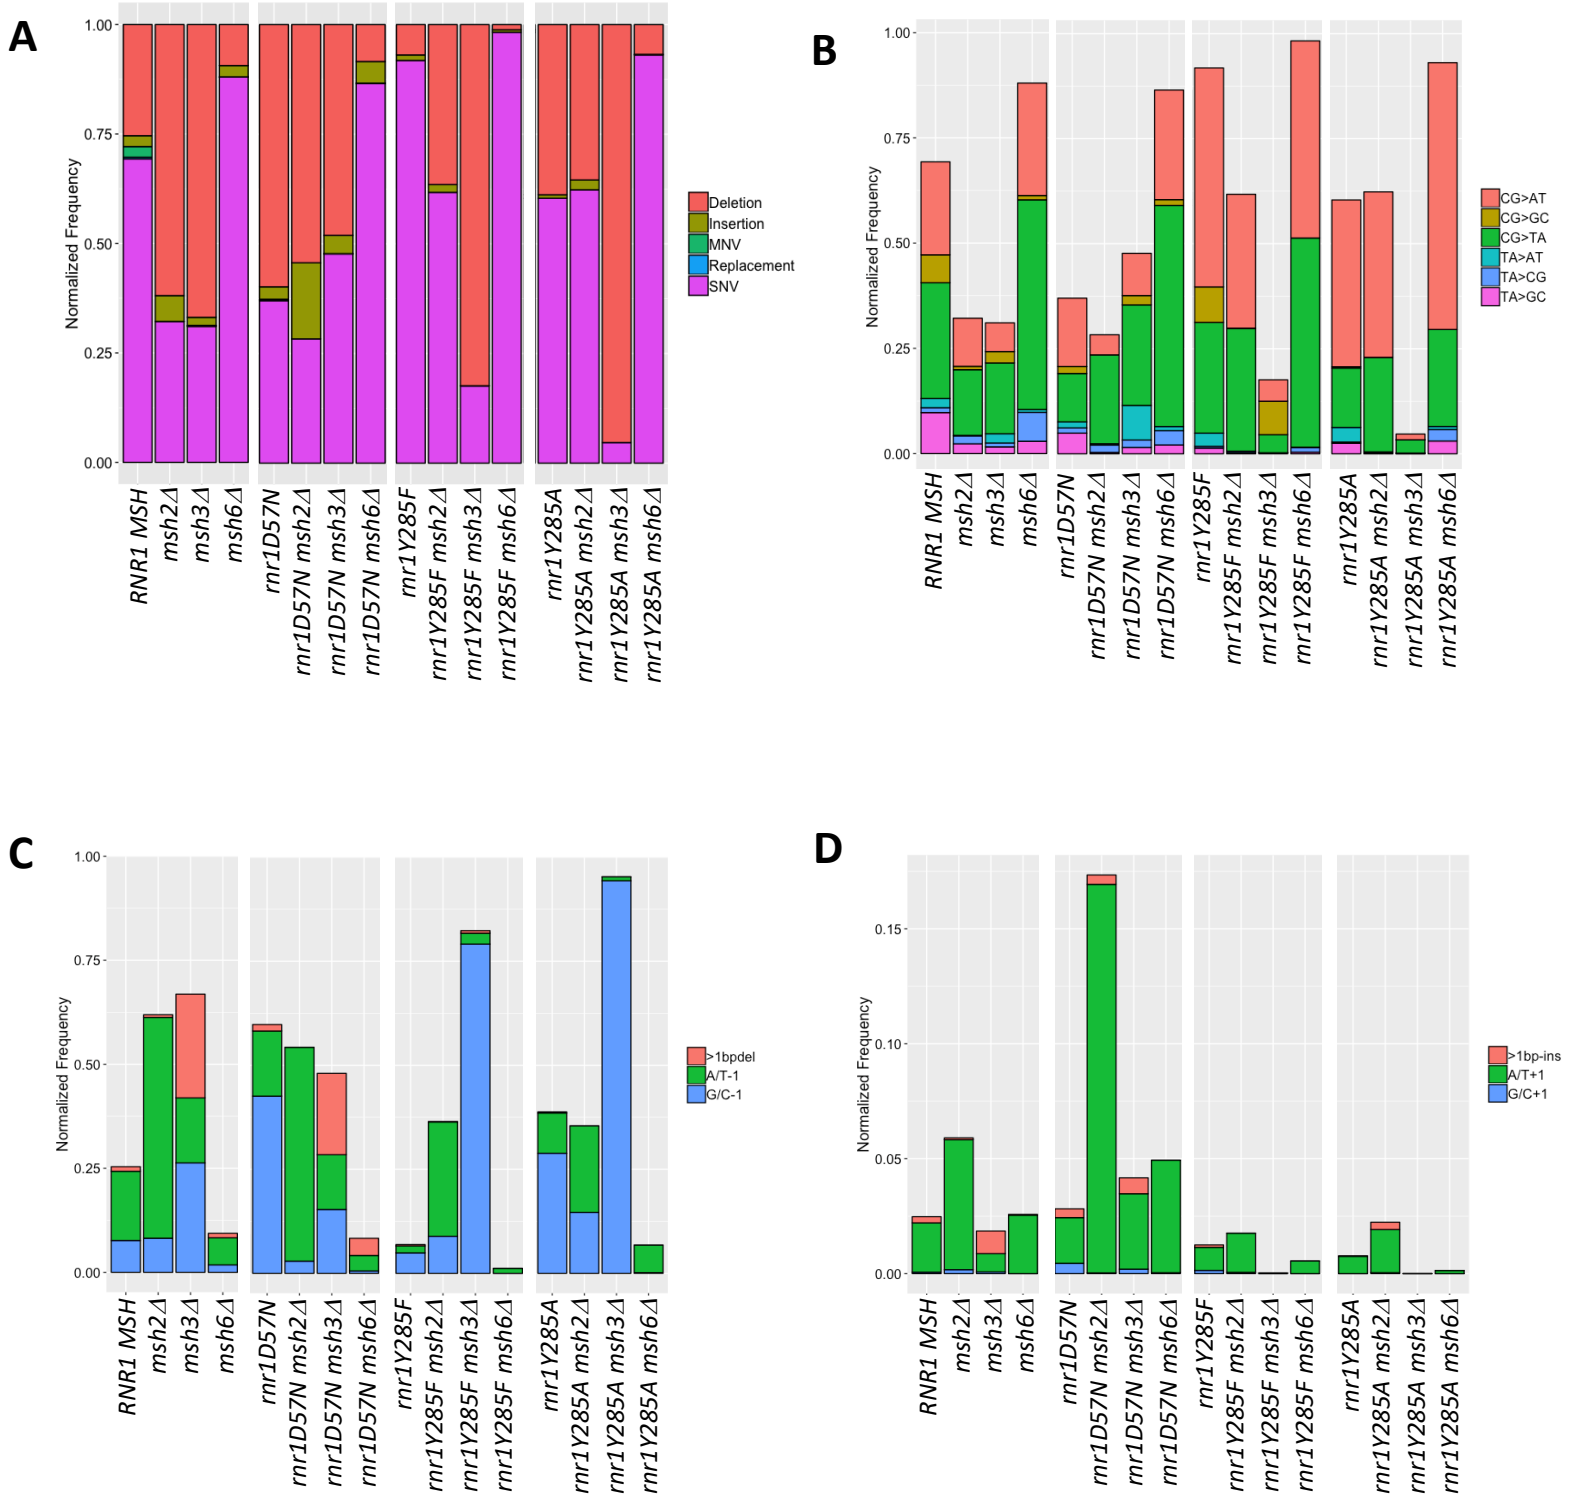 A
1.00
0.75
0.50
0.25
0.00
Normalized Frequency
RNR1 MSH
msh2Δ
msh3Δ
msh6Δ
rnr1D57N
rnr1D57N msh2Δ
rnr1D57N msh3Δ
rnr1D57N msh6Δ
rnr1Y285F
rnr1Y285F msh2Δ
rnr1Y285F msh3Δ
rnr1Y285F msh6Δ
rnr1Y285A
rnr1Y285A msh2Δ
rnr1Y285A msh3Δ
rnr1Y285A msh6Δ
Deletion
Insertion
MNV
Replacement
SNV
B
1.00
0.75
0.50
0.25
0.00
Normalized Frequency
RNR1 MSH
msh2Δ
msh3Δ
msh6Δ
rnr1D57N
rnr1D57N msh2Δ
rnr1D57N msh3Δ
rnr1D57N msh6Δ
rnr1Y285F
rnr1Y285F msh2Δ
rnr1Y285F msh3Δ
rnr1Y285F msh6Δ
rnr1Y285A
rnr1Y285A msh2Δ
rnr1Y285A msh3Δ
rnr1Y285A msh6Δ
CG>AT
CG>GC
CG>TA
TA>AT
TA>CG
TA>GC
C
1.00
0.75
0.50
0.25
0.00
Normalized Frequency
RNR1 MSH
msh2Δ
msh3Δ
msh6Δ
rnr1D57N
rnr1D57N msh2Δ
rnr1D57N msh3Δ
rnr1D57N msh6Δ
rnr1Y285F
rnr1Y285F msh2Δ
rnr1Y285F msh3Δ
rnr1Y285F msh6Δ
rnr1Y285A
rnr1Y285A msh2Δ
rnr1Y285A msh3Δ
rnr1Y285A msh6Δ
>1bpdel
A/T-1
G/C-1
D
0.15
0.10
0.05
0.00
Normalized Frequency
RNR1 MSH
msh2Δ
msh3Δ
msh6Δ
rnr1D57N
rnr1D57N msh2Δ
rnr1D57N msh3Δ
rnr1D57N msh6Δ
rnr1Y285F
rnr1Y285F msh2Δ
rnr1Y285F msh3Δ
rnr1Y285F msh6Δ
rnr1Y285A
rnr1Y285A msh2Δ
rnr1Y285A msh3Δ
rnr1Y285A msh6Δ
>1bp-ins
A/T+1
G/C+1